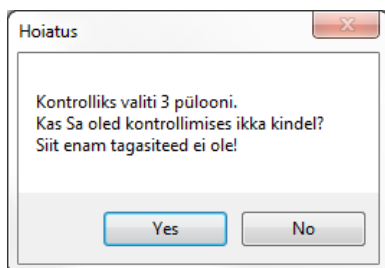 Hoiatus
Kontrolliks valiti 3 pülooni.
Kas Sa oled kontrollimises ikka kindel?
Siit enam tagasiteed ei ole!
Yes
No